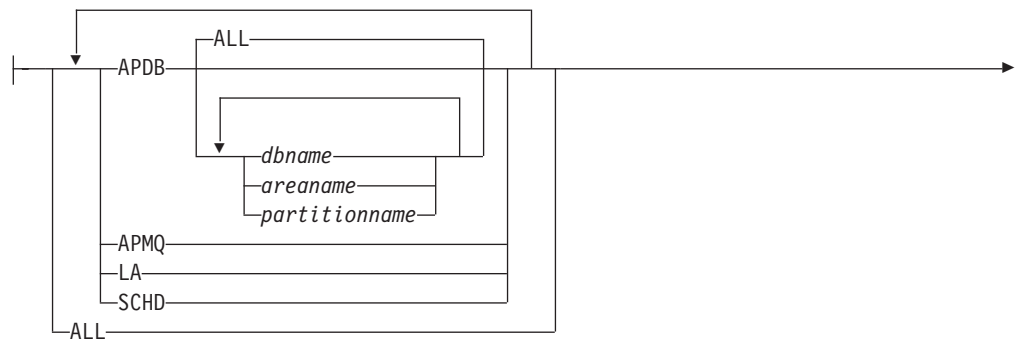 ALL
APDB
dbname
areaname
partitionname
APMQ
LA
SCHD
ALL